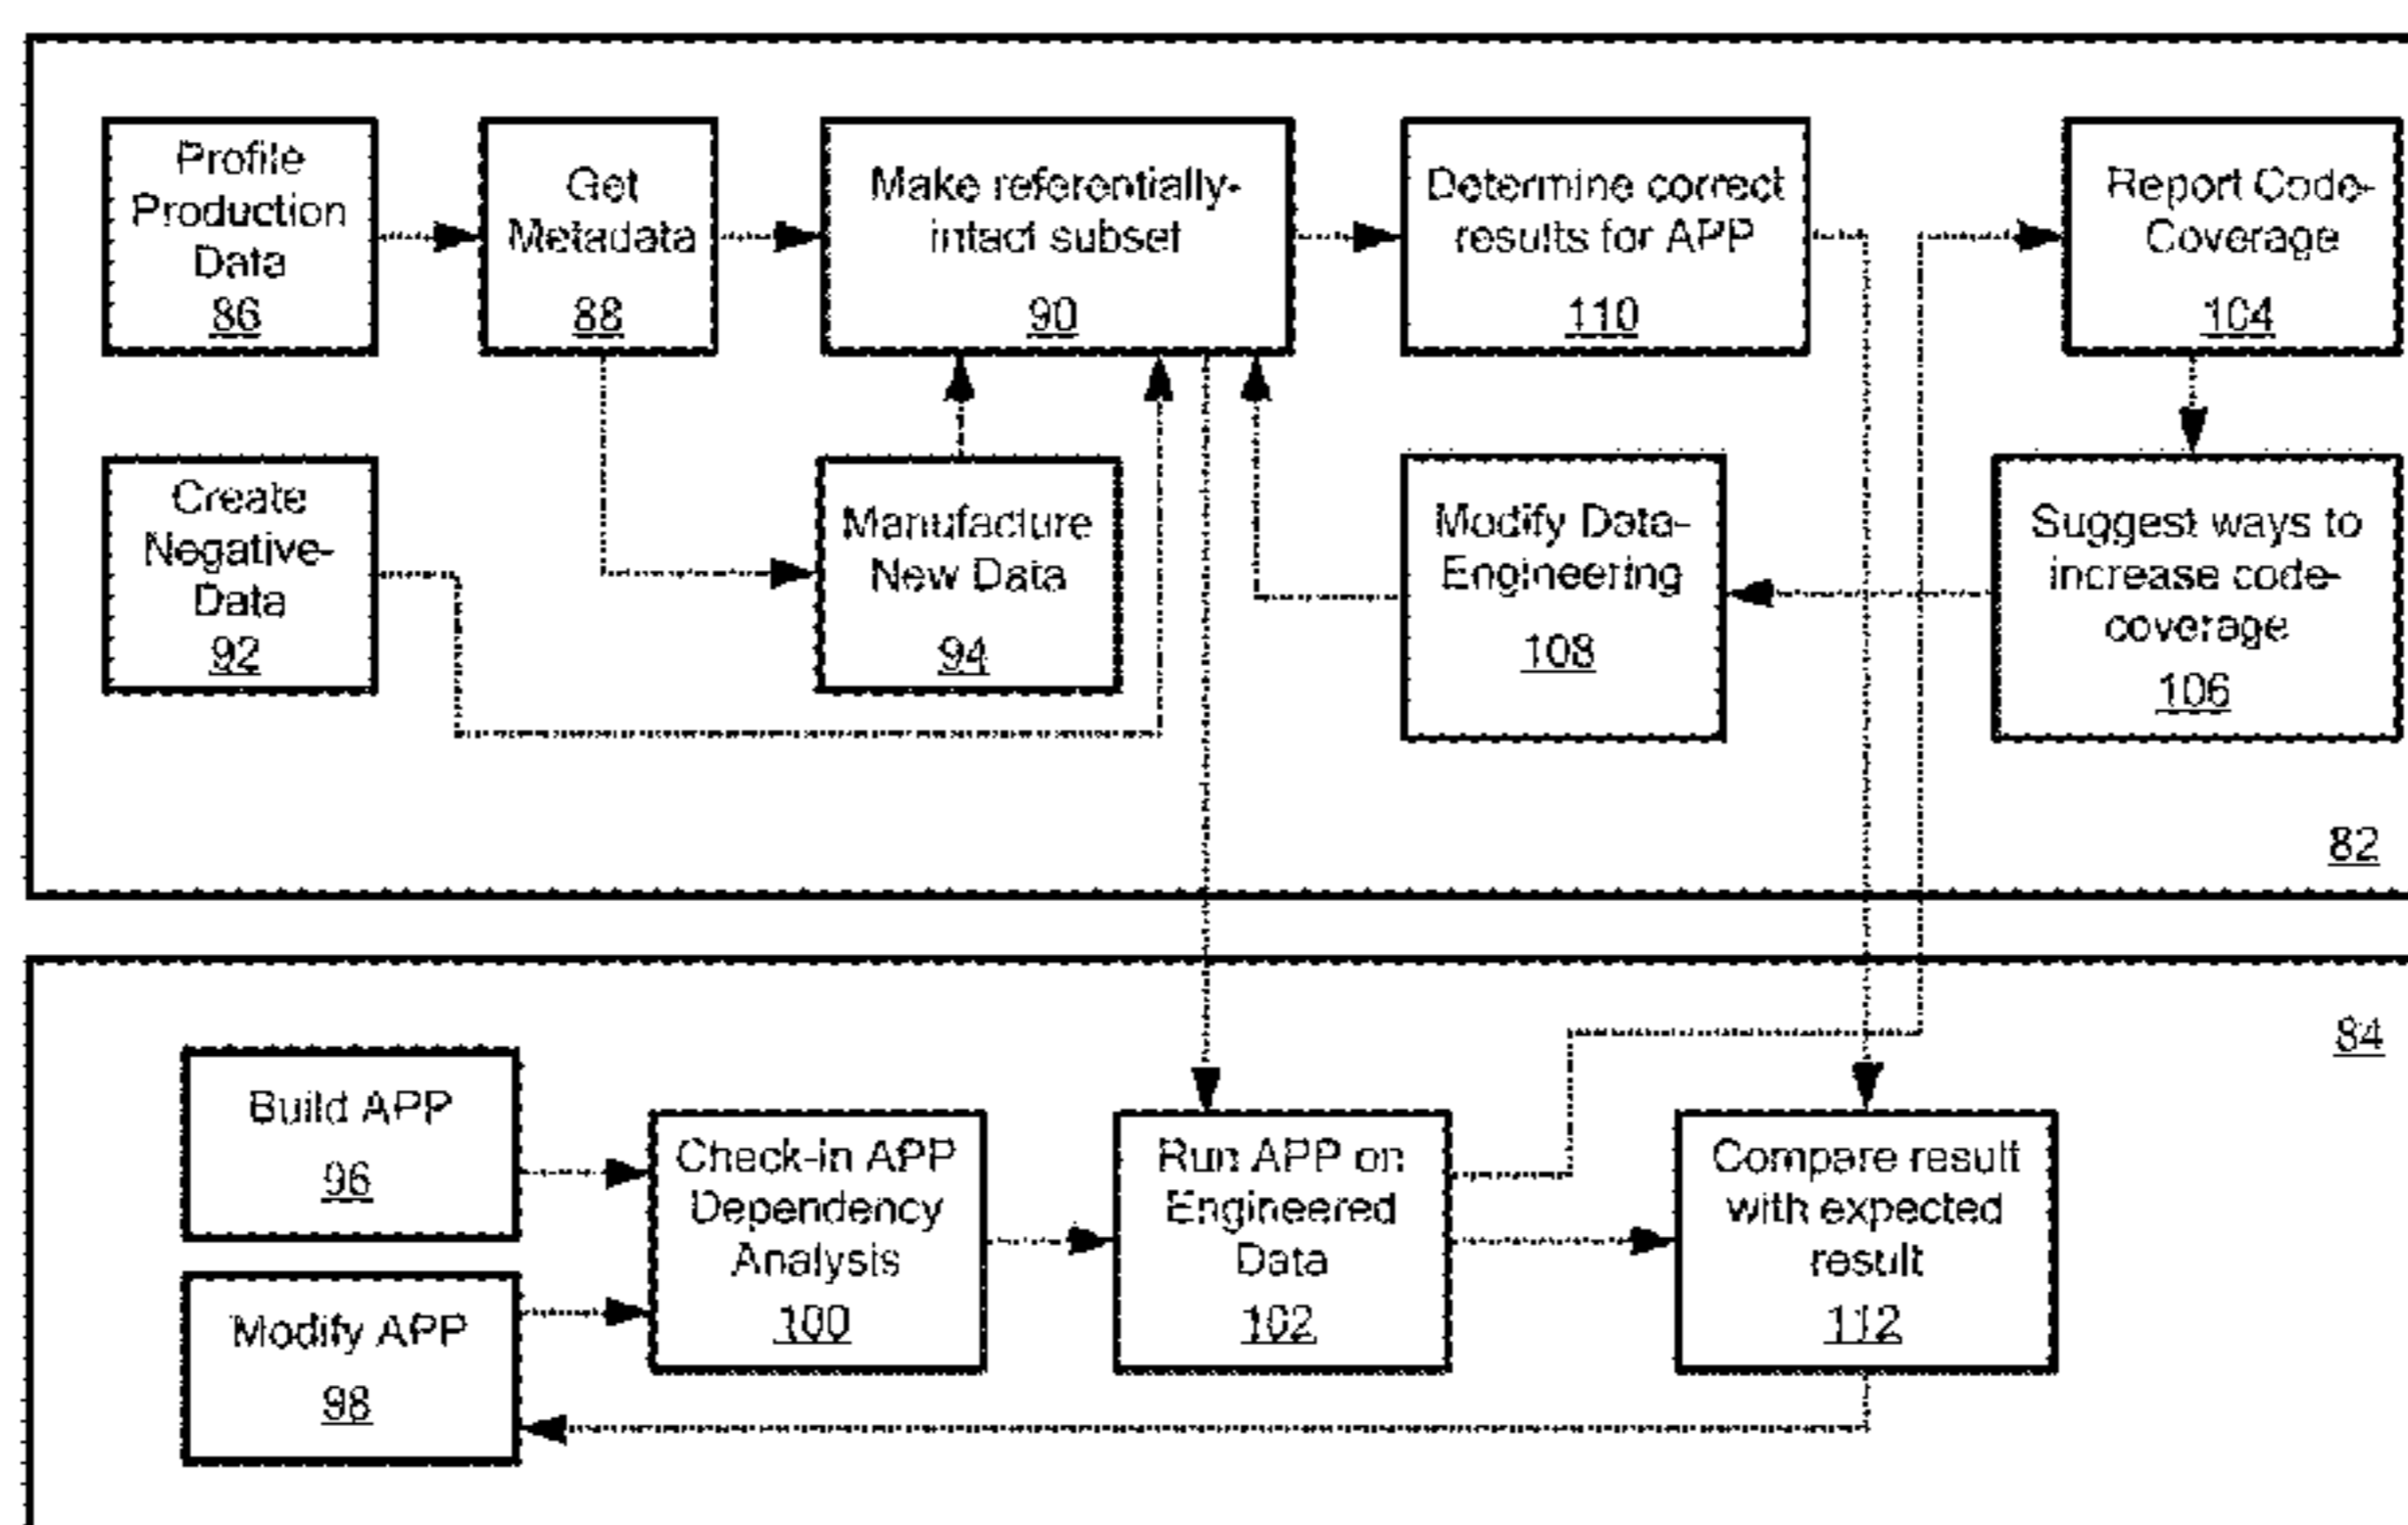 Profile
Production
Data
86
Get
Metadata
88
Make referentially-
intact subset
90
Determine correct
results for APP
110
Report Code-
Coverage
104
Create
Negative-
Data
92
Manufacture
New Data
94
Modify Data-
Engineering
108
Suggest ways to
increase code-
coverage
106
82
84
Build APP
96
Modify APP
98
Check-in APP
Dependency
Analysis
100
Run APP on
Engineered
Data
102
Compare result
with expected
result
112